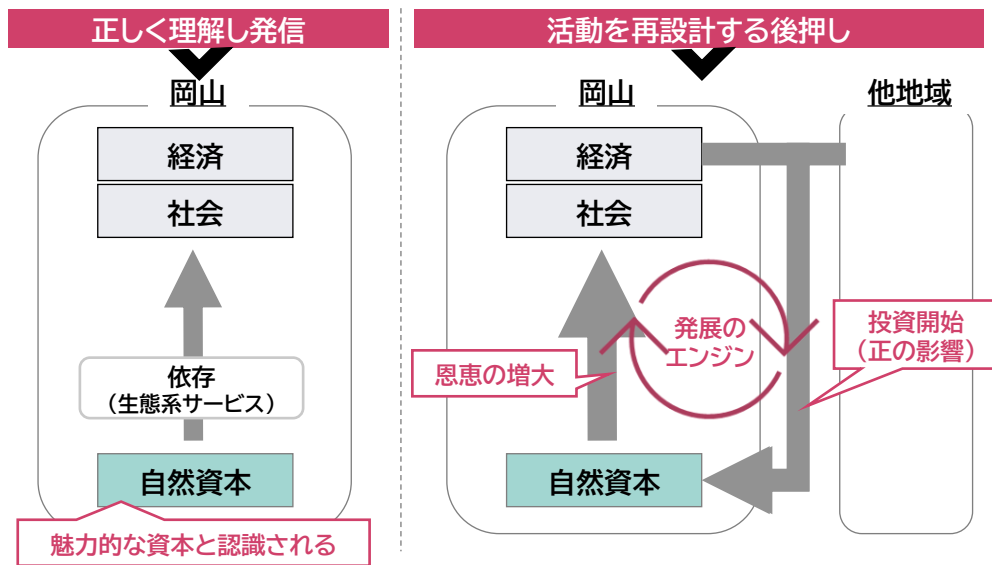 正しく理解し発信
岡山
経済
社会
依存
（生態系サービス）
自然資本
魅力的な資本と認識される
活動を再設計する後押し
岡山
他地域
経済
社会
発展の
エンジン
投資開始
（正の影響）
恩恵の増大
自然資本